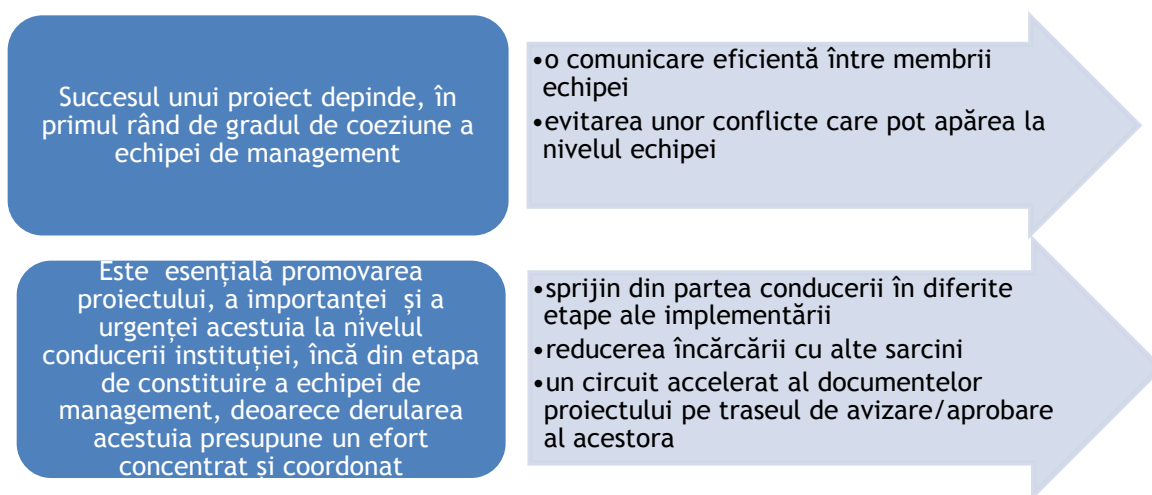 Succesul unui proiect depinde, în
primul rând de gradul de coeziune a
echipei de management
•o comunicare eficientă între membrii
echipei
•evitarea unor conflicte care pot apărea la
nivelul echipei
Este esențială promovarea
proiectului, a importanței și a
urgenței acestuia la nivelul
conducerii instituției, încă din etapa
de constituire a echipei de
management, deoarece derularea
acestuia presupune un efort
concentrat și coordonat
•sprijin din partea conducerii în diferite
etape ale implementării
•reducerea încărcării cu alte sarcini
•un circuit accelerat al documentelor
proiectului pe traseul de avizare/aprobare
al acestora